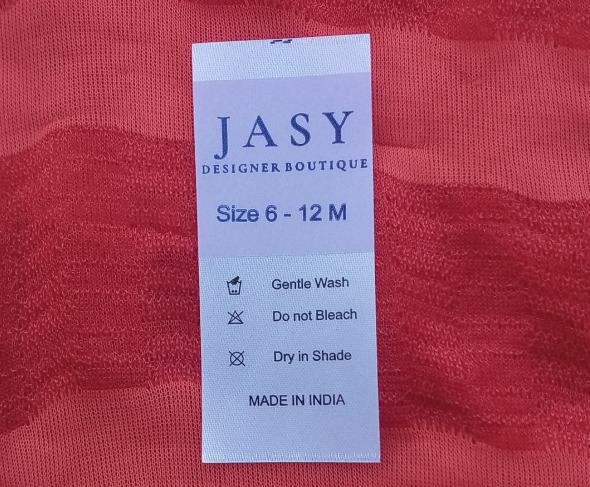 JASY
DESIGNER BOUTIQUE
Size 6 - 12 M
Gentle Wash
Do not Bleach
Dry in Shade
MADE IN INDIA